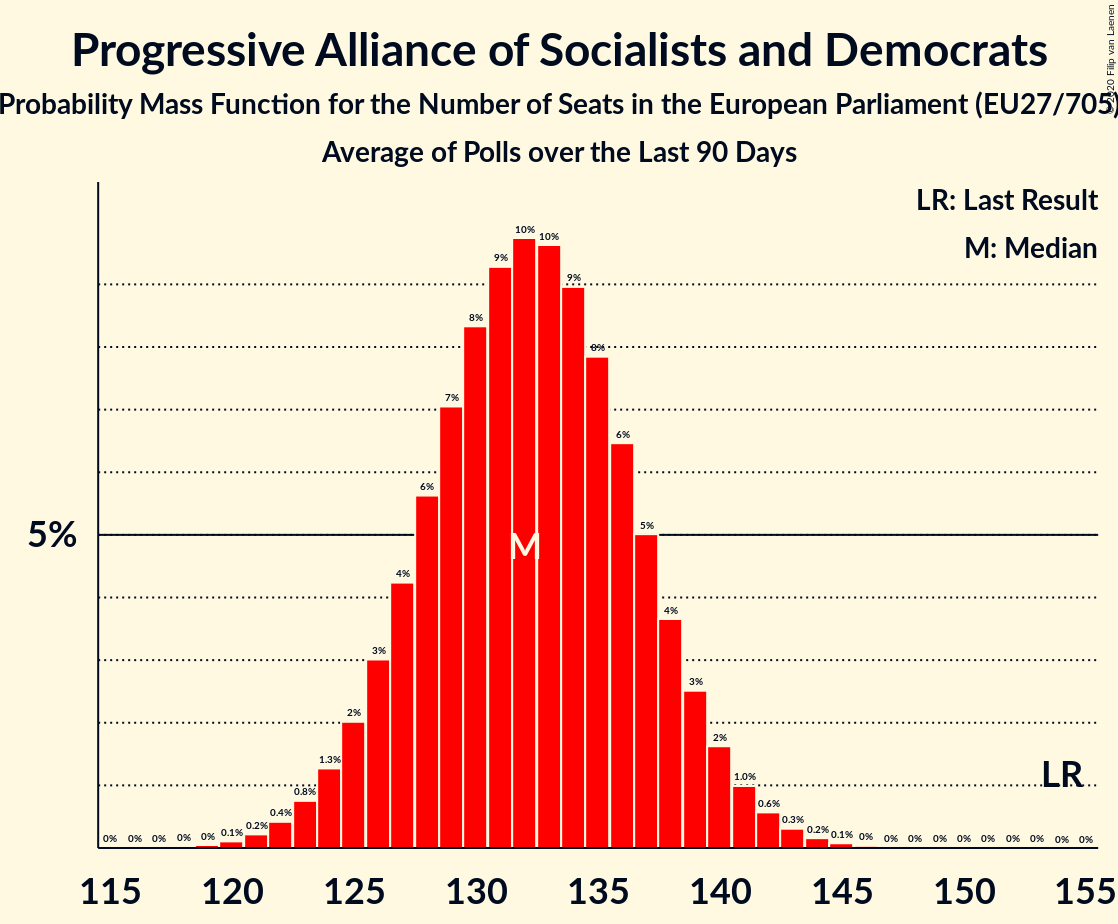 Progressive Alliance of Socialists and Democrats
Probability Mass Function for the Number of Seats in the European Parliament (EU27/705)
Average of Polls over the Last 90 Days
© 2020 Filip van Laenen
LR: Last Result
M: Median
5%
0% 0% 0% 0% 0% 0.1% 0.2% 0.4% 0.8% 1.3% 2% 3% 4% 6% 7% 8% 9% 10% 10% 9% 8% 6% 5% 4% 3% 2% 1.0% 0.6% 0.3% 0.2% 0.1% 0% 0% 0% 0% 0% 0% 0% 0% 0% 0%
M
LR
115 120 125 130 135 140 145 150 155